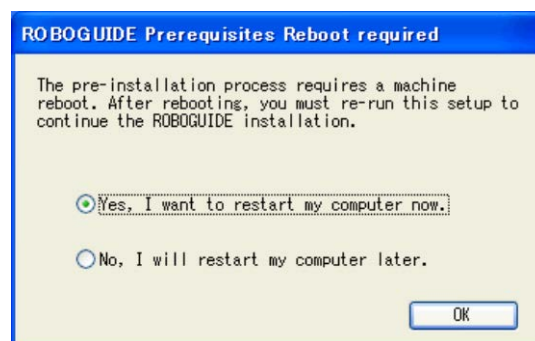 ROBOGUIDE Prerequisites Reboot required
The pre-installation process requires a machine
reboot. After rebooting, you must re-run this setup to
continue the ROBOGUIDE installation.
Yes, I want to restart my computer now.
No, I will restart my computer later.
OK